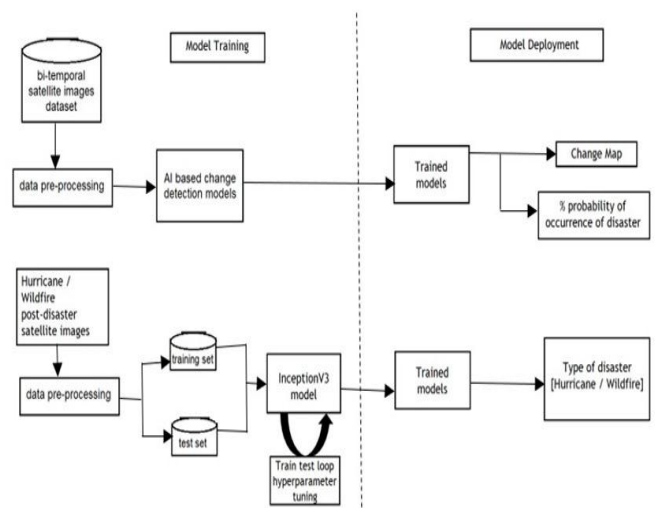 Model Training
Model Deployment
bi-temporal
satellite images
dataset
data pre-processing
AI based change
detection models
Trained
models
Change Map
% probability of
occurrence of disaster
Hurricane /
Wildfire
post-disaster
satellite images
data pre-processing
training set
test set
InceptionV3
model
Train test loop
hyperparameter
tuning
Trained
models
Type of disaster
[Hurricane / Wildfire]